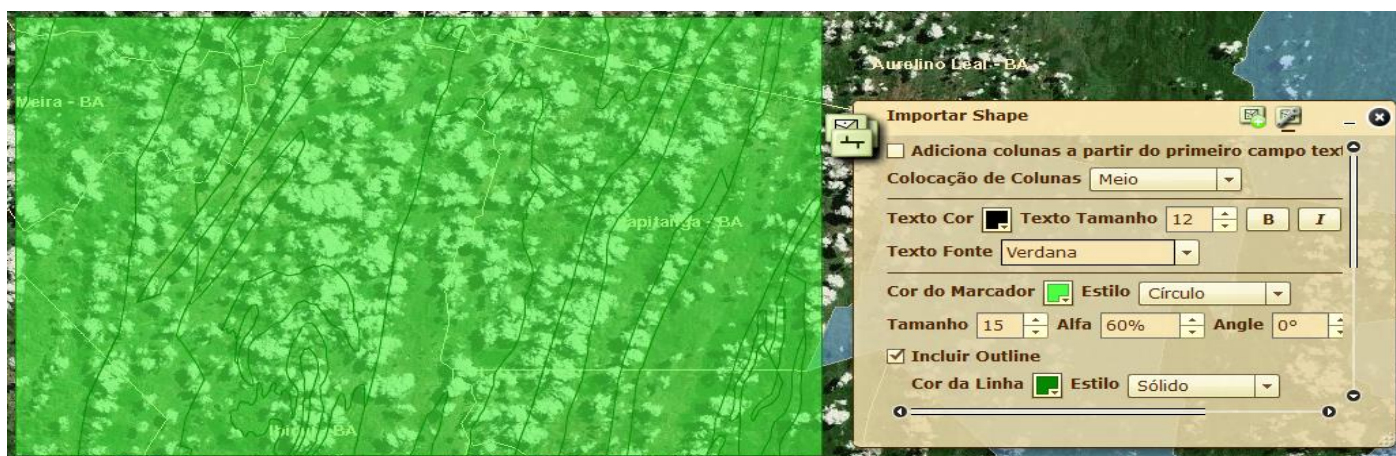 Aurelino Leal - BA
Meira - BA
Importar Shape
Adiciona colunas a partir do primeiro campo text
Colocação de Colunas Meio
Texto Cor Texto Tamanho 12 B I
Texto Fonte Verdana
apitanga - BA
Cor do Marcador Estilo Círculo
Tamanho 15 Alfa 60% Angle 0°
Incluir Outline
Cor da Linha Estilo Sólido